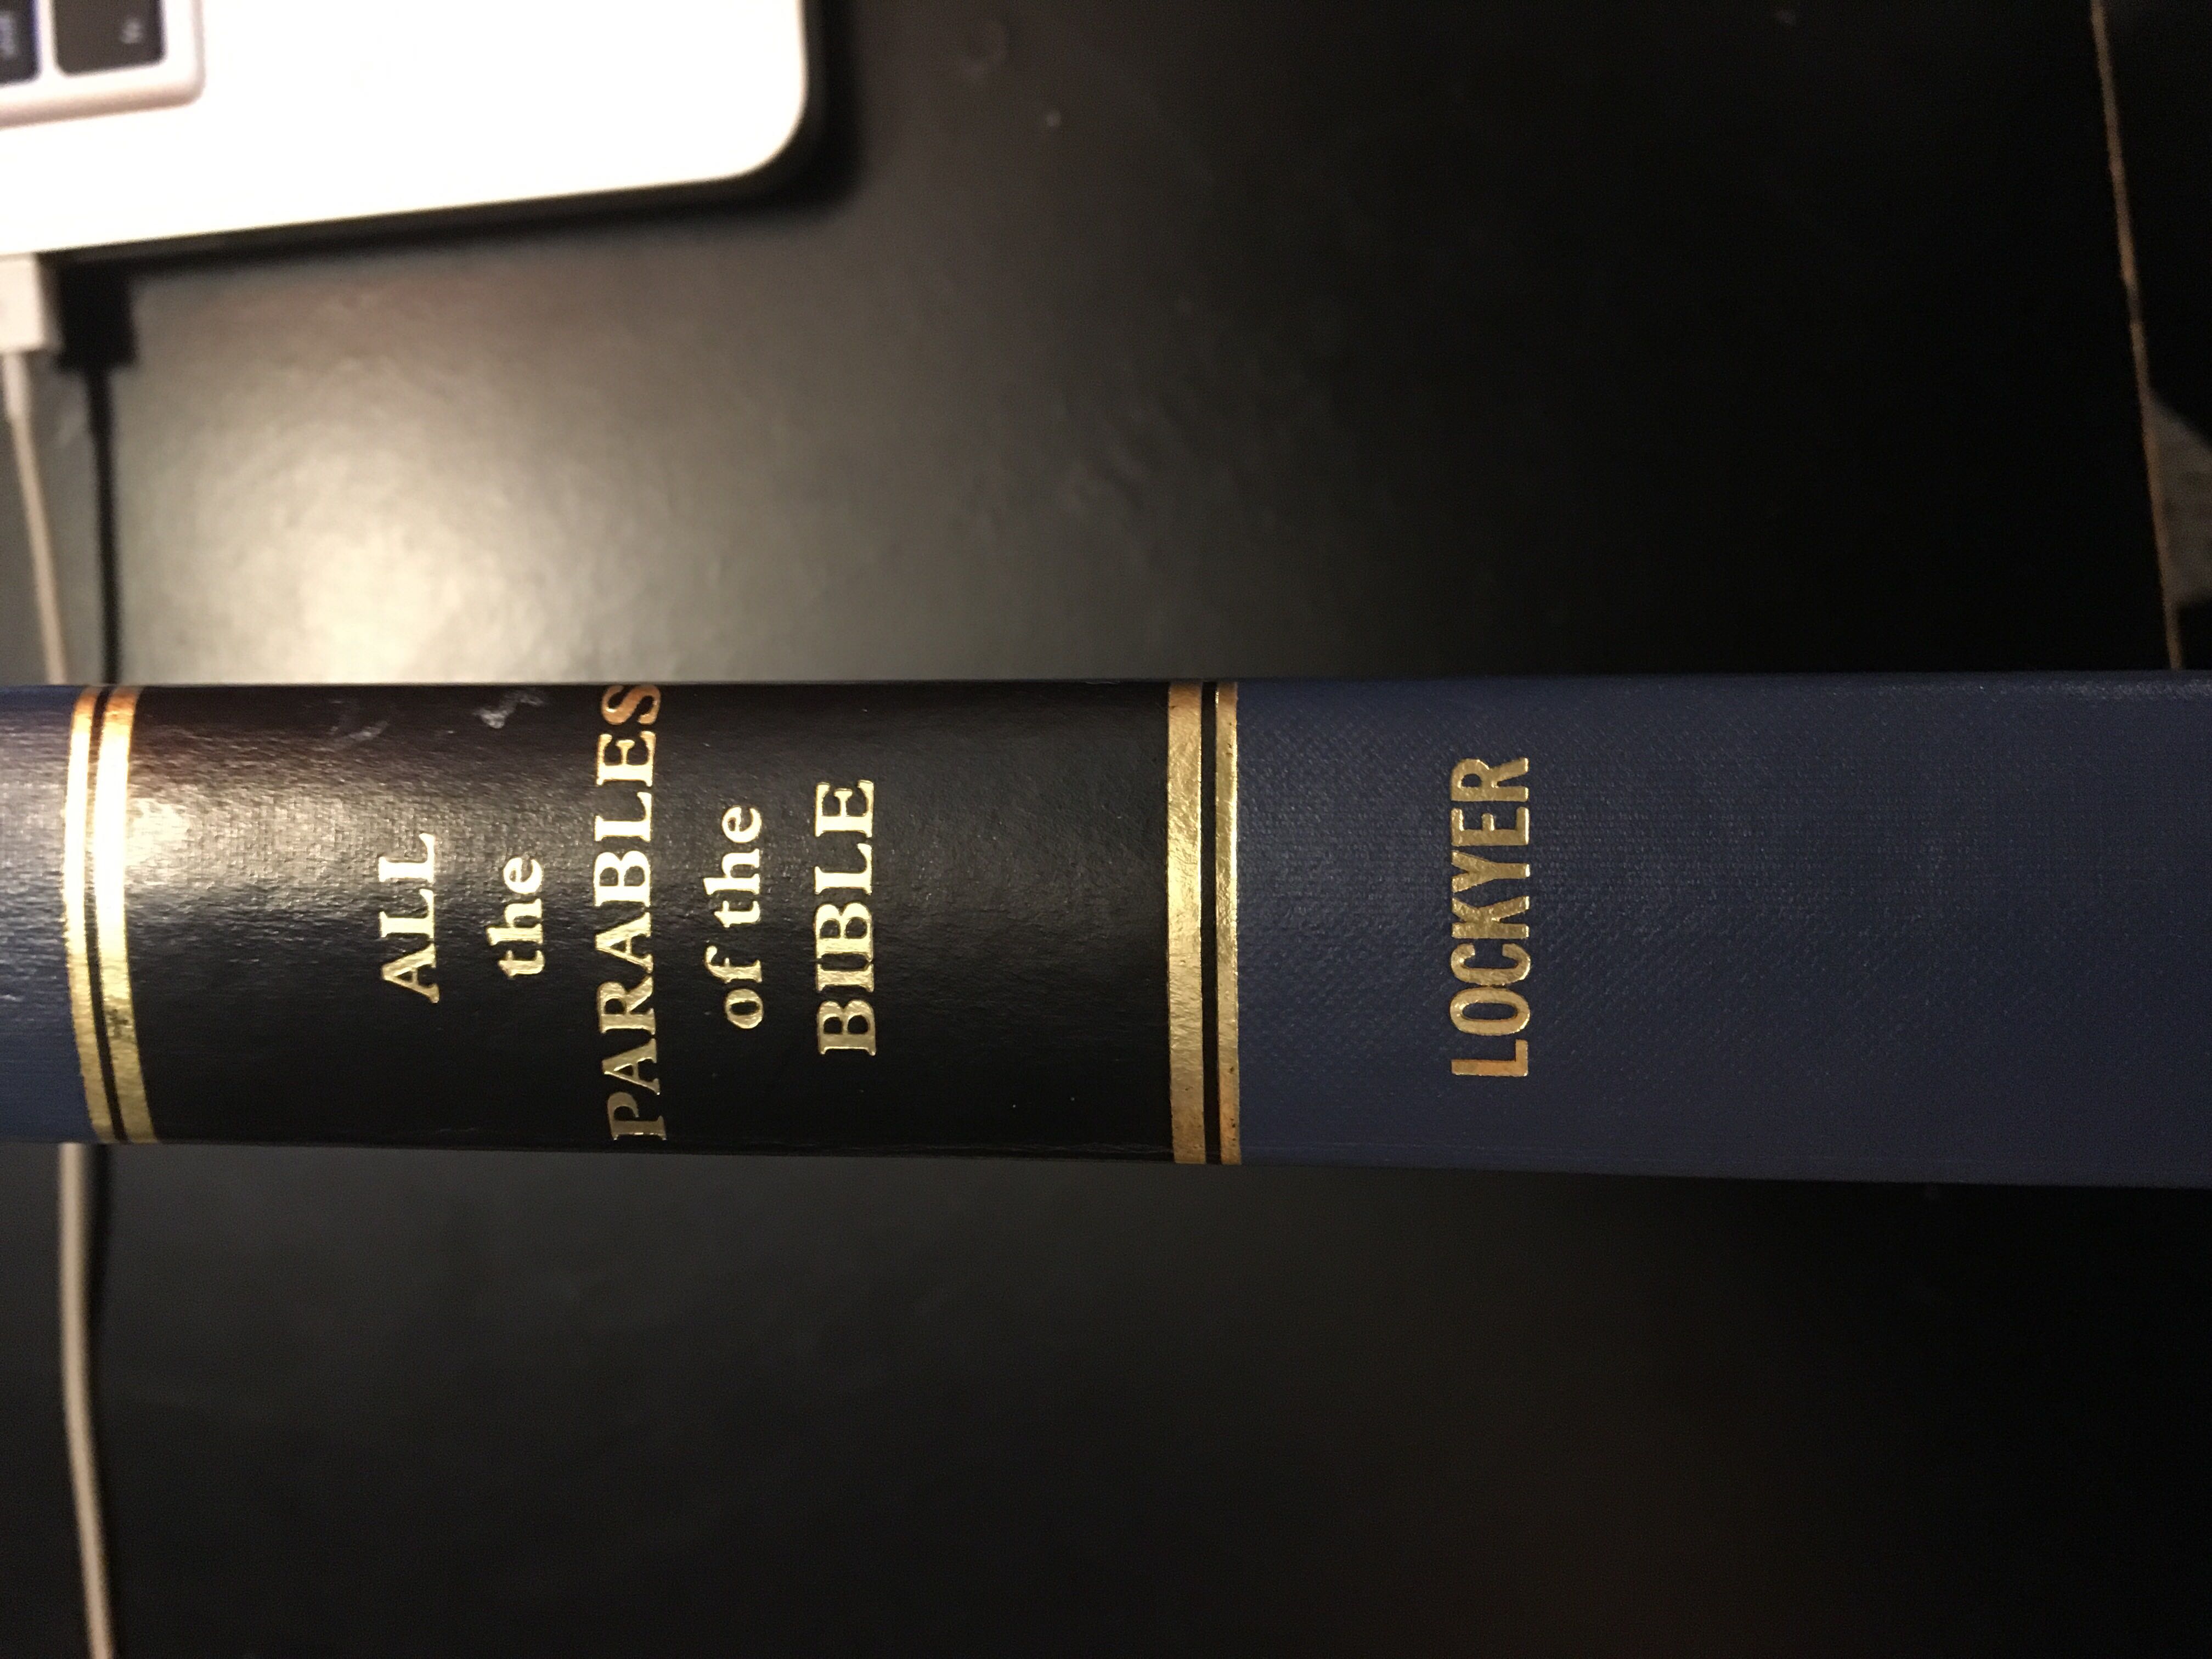 ALL
the
PARABLES
of the
BIBLE
LOCKYER